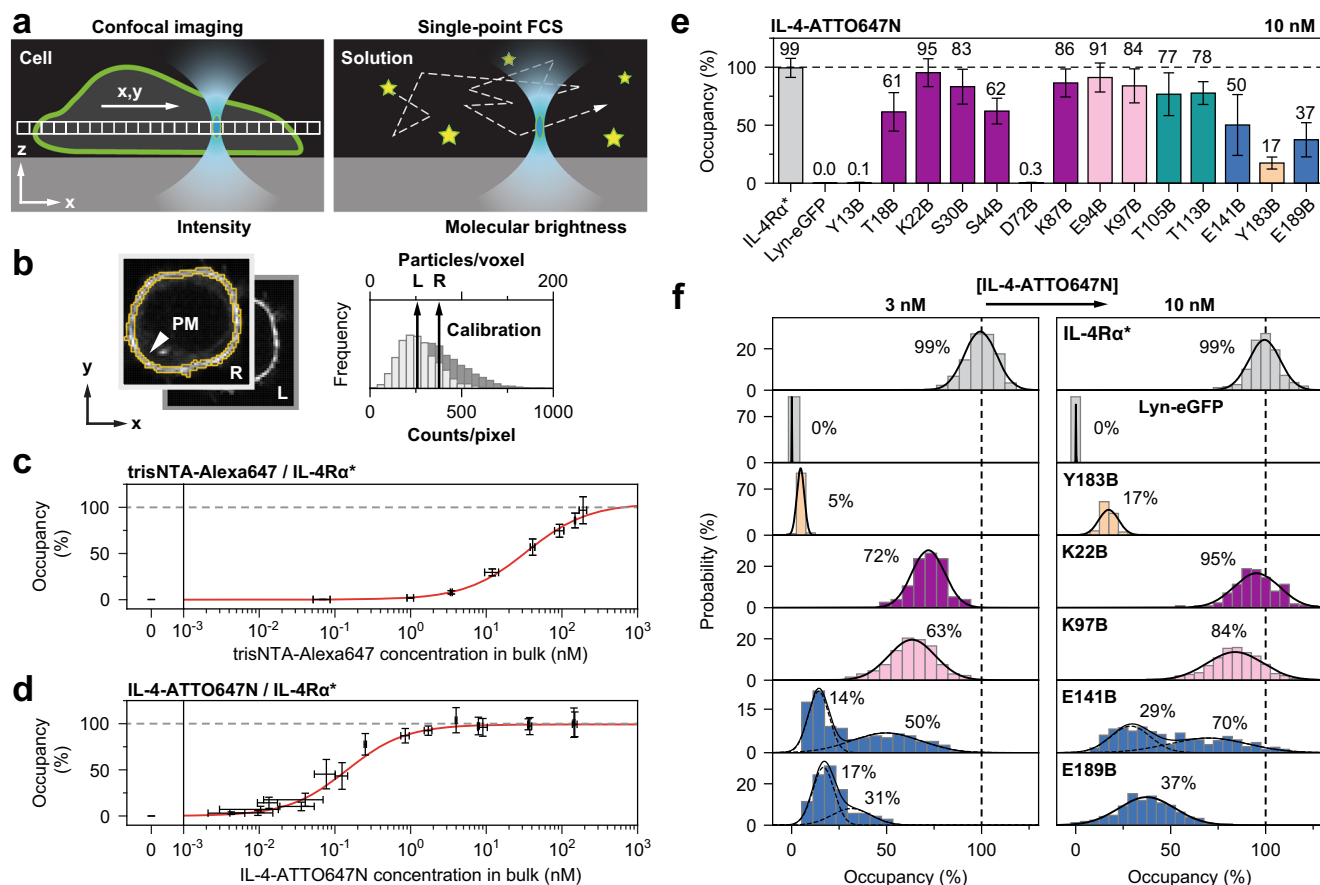 a
Confocal imaging
Single-point FCS
Cell
Solution
x,y
z
x
Intensity
Molecular brightness
b
PM
R
L
y
x
Particles/voxel
0
200
L R
Calibration
Frequency
0
500
1000
Counts/pixel
c
trisNTA-Alexa647 / IL-4Rα*
Occupancy
(%)
100
50
0
0 10⁻³ 10⁻² 10⁻¹ 10⁰ 10¹ 10² 10³
trisNTA-Alexa647 concentration in bulk (nM)
d
IL-4-ATTO647N / IL-4Rα*
Occupancy
(%)
100
50
0
0 10⁻³ 10⁻² 10⁻¹ 10⁰ 10¹ 10² 10³
IL-4-ATTO647N concentration in bulk (nM)
e
IL-4-ATTO647N
10 nM
Occupancy (%)
100
50
0
99 0.0 0.1 61 95 83 62 0.3 86 91 84 77 78 50 17 37
IL-4Rα* Lyn-eGFP Y13B T18B K22B S30B S44B D72B K87B E94B K97B T105B T113B E141B Y183B E189B
f
[IL-4-ATTO647N]
3 nM
10 nM
Probability (%)
20
0
99%
IL-4Rα*
99%
70
0
0%
Lyn-eGFP
0%
70
0
5%
Y183B
17%
20
0
72%
K22B
95%
20
0
63%
K97B
84%
15
0
14%
50%
E141B
29%
70%
20
0
17%
31%
E189B
37%
0 50 100
Occupancy (%)
0 50 100
Occupancy (%)